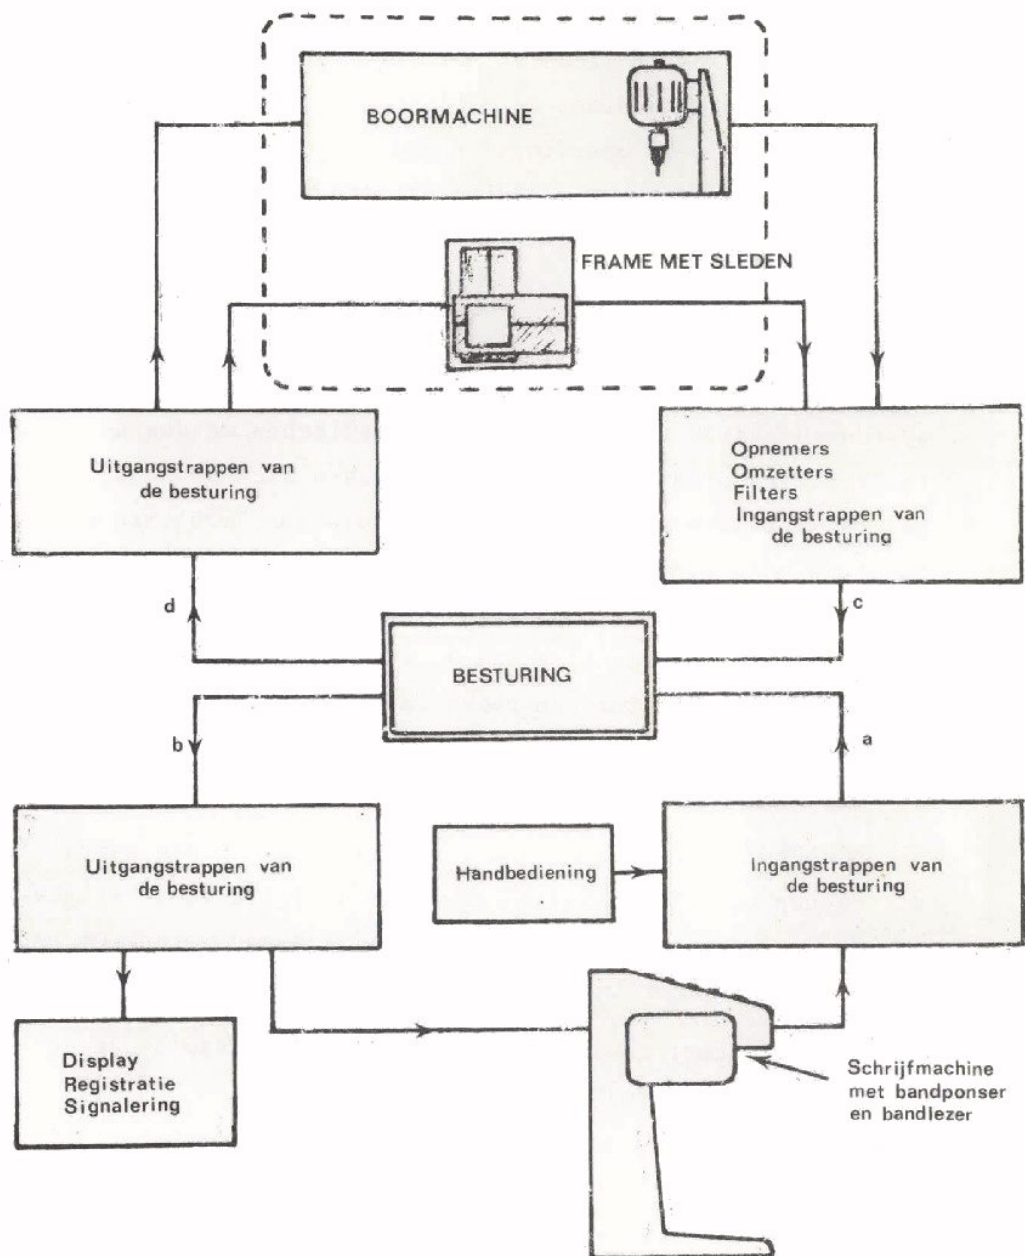 BOORMACHINE
FRAME MET SLEDEN
Uitgangstrappen van
de besturing
Opnemers
Omzetters
Filters
Ingangstrappen van
de besturing
d
c
BESTURING
b
a
Uitgangstrappen van
de besturing
Handbediening
Ingangstrappen van
de besturing
Display
Registratie
Signalering
Schrijfmachine
met bandponser
en bandlezer